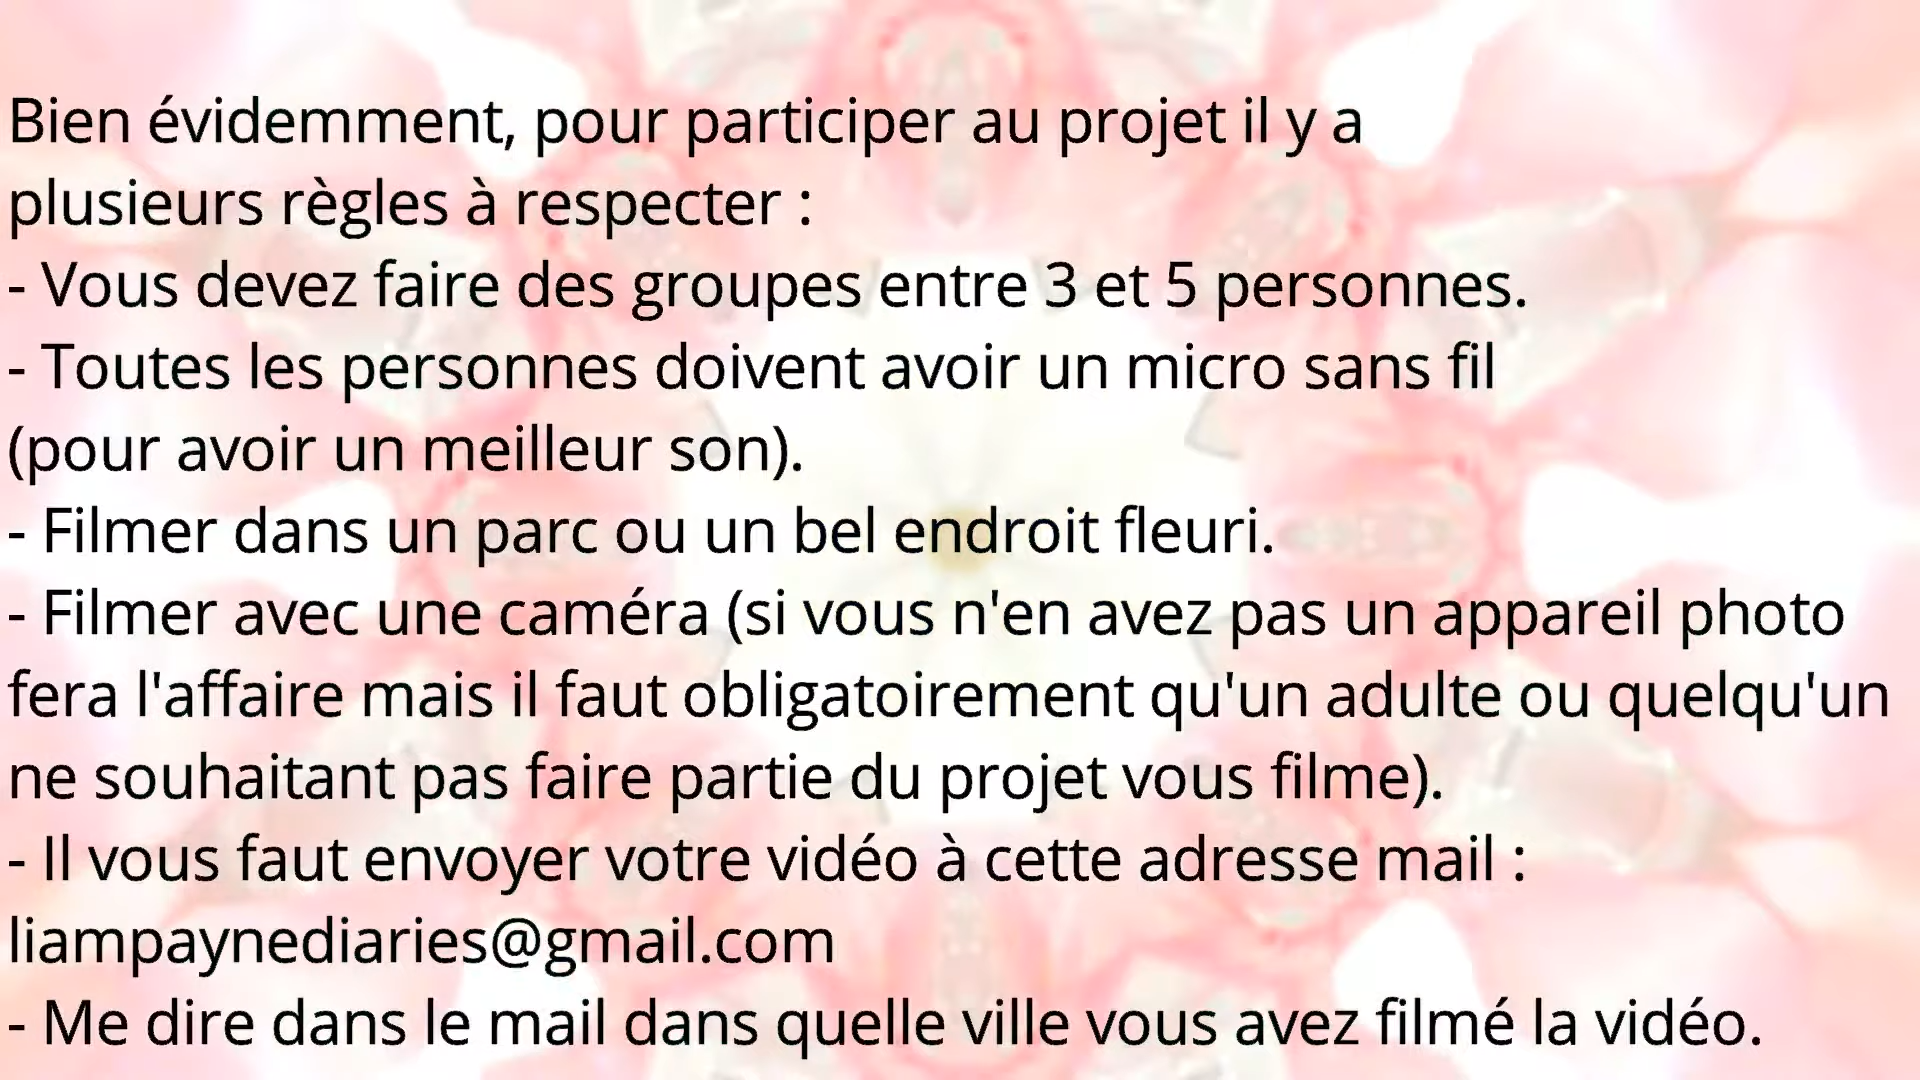 Bien évidemment, pour participer au projet il y a
plusieurs règles à respecter :
- Vous devez faire des groupes entre 3 et 5 personnes.
- Toutes les personnes doivent avoir un micro sans fil
(pour avoir un meilleur son).
- Filmer dans un parc ou un bel endroit fleuri.
- Filmer avec une caméra (si vous n'en avez pas un appareil photo
fera l'affaire mais il faut obligatoirement qu'un adulte ou quelqu'un
ne souhaitant pas faire partie du projet vous filme).
- Il vous faut envoyer votre vidéo à cette adresse mail :
liampaynediaries@gmail.com
- Me dire dans le mail dans quelle ville vous avez filmé la vidéo.